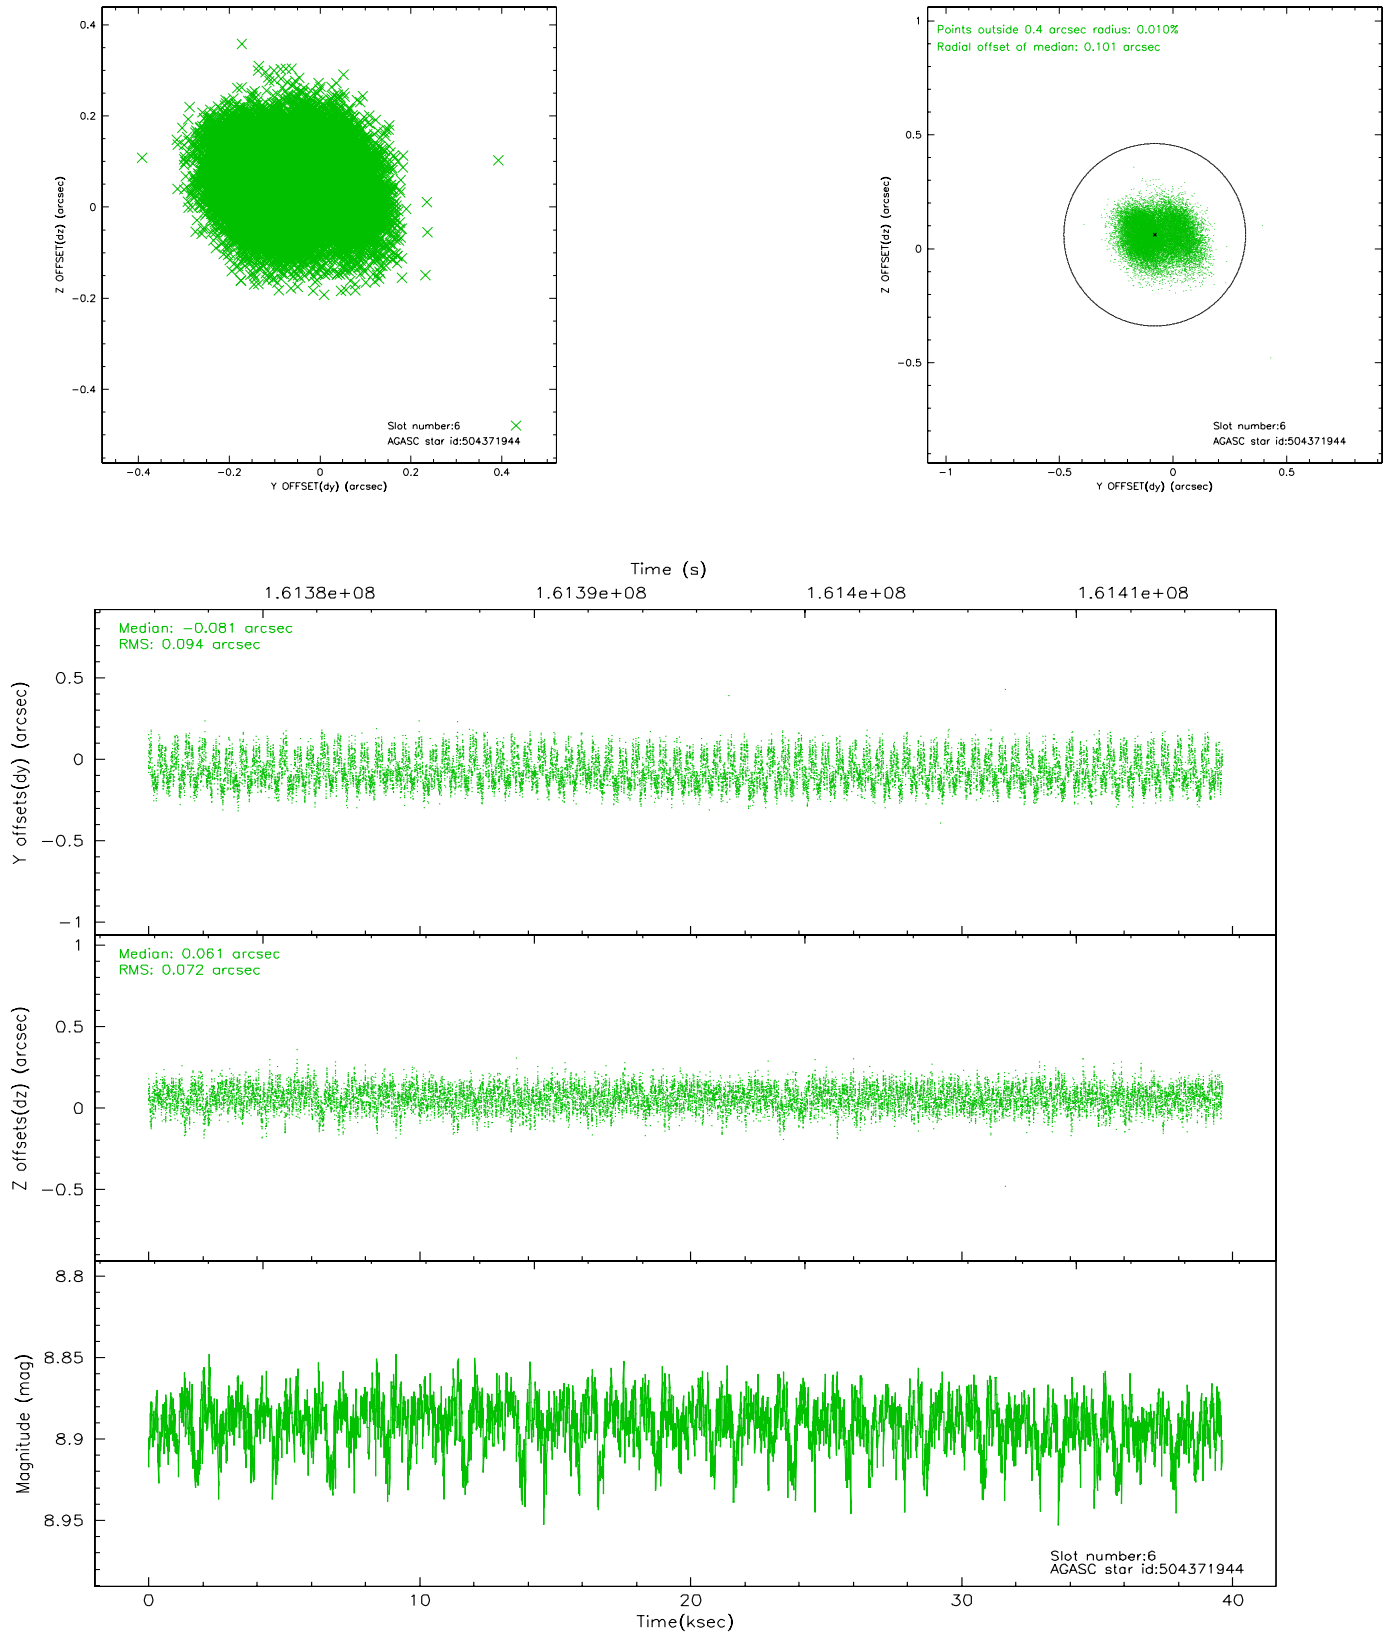 0.4
0.2
0
−0.2
−0.4
Z OFFSET(dz) (arcsec)
Slot number:6
AGASC star id:504371944
−0.4 −0.2 0 0.2 0.4
Y OFFSET(dy) (arcsec)
Points outside 0.4 arcsec radius: 0.010%
Radial offset of median: 0.101 arcsec
1
0.5
0
−0.5
Z OFFSET(dz) (arcsec)
Slot number:6
AGASC star id:504371944
−1 −0.5 0 0.5
Y OFFSET(dy) (arcsec)
Time (s)
1.6138e+08 1.6139e+08 1.614e+08 1.6141e+08
Median: −0.081 arcsec
RMS: 0.094 arcsec
0.5
0
−0.5
−1
Y offsets(dy) (arcsec)
Median: 0.061 arcsec
RMS: 0.072 arcsec
1
0.5
0
−0.5
Z offsets(dz) (arcsec)
8.8
8.85
8.9
8.95
Magnitude (mag)
Slot number:6
AGASC star id:504371944
0 10 20 30 40
Time(ksec)